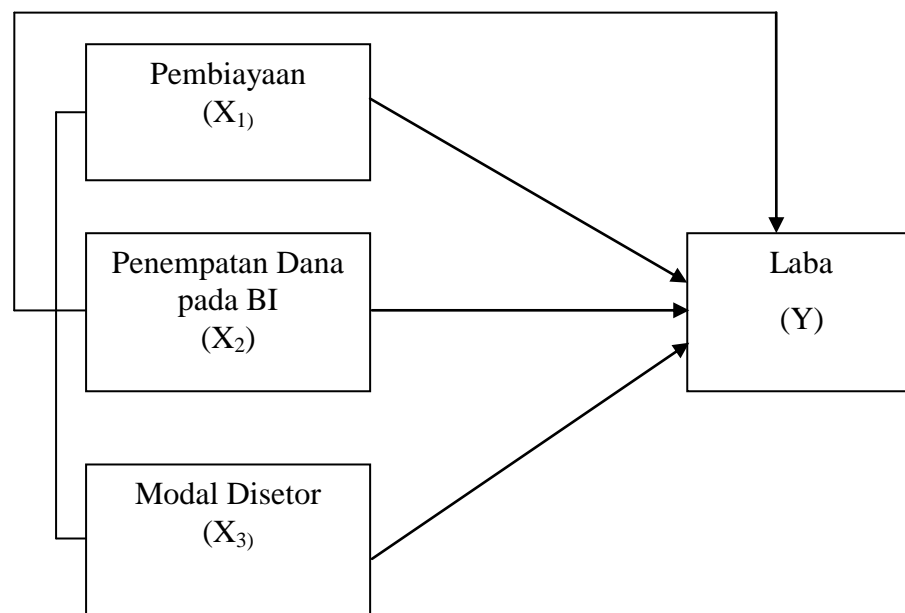 Pembiayaan
(X₁₎
Penempatan Dana
pada BI
(X₂)
Modal Disetor
(X₃₎
Laba
(Y)